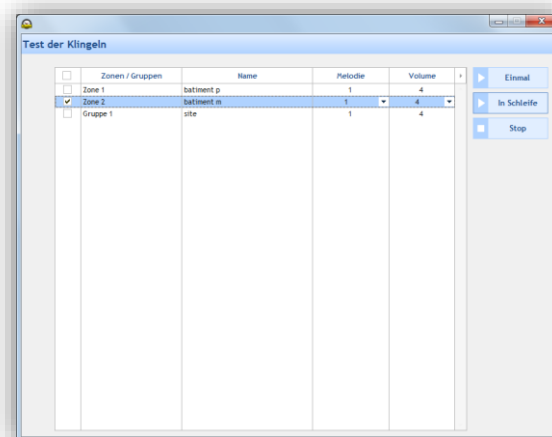 Test der Klingeln
Zonen / Gruppen Name Melodie Volume
Zone 1 batiment p 1 4
Zone 2 batiment m 1 4
Gruppe 1 site 1 4
Einmal
In Schleife
Stop